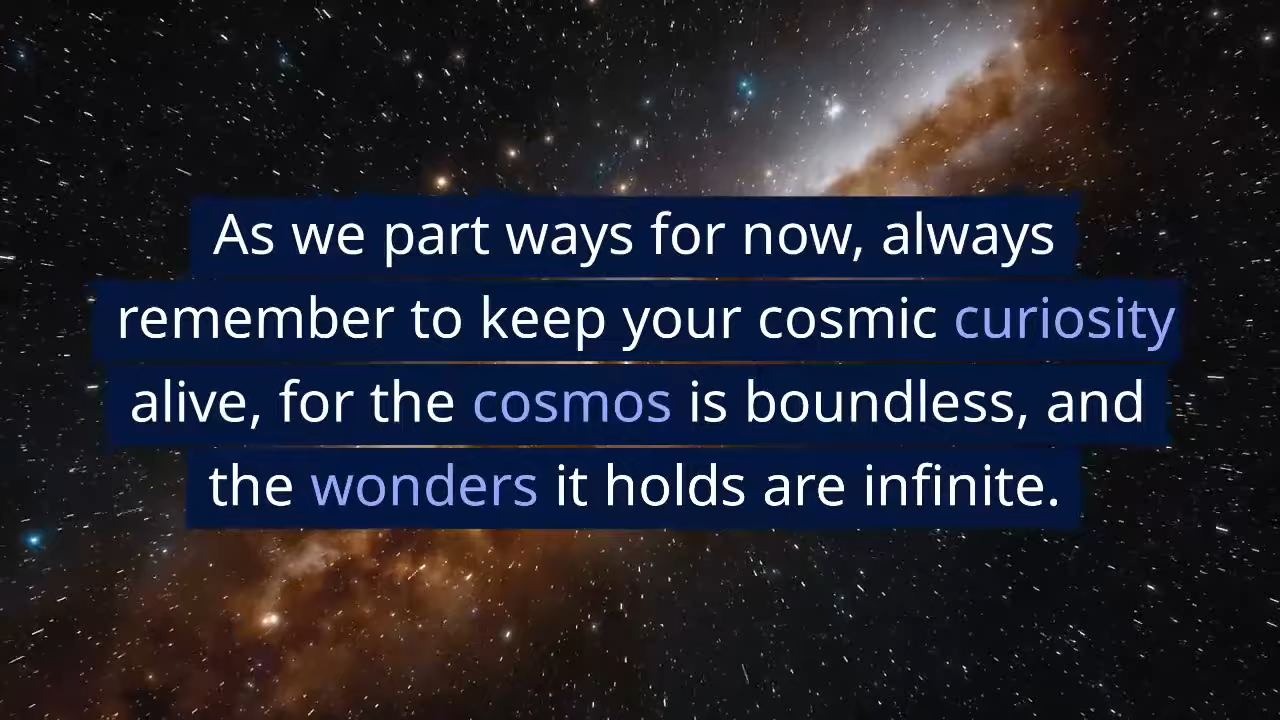 As we part ways for now, always
remember to keep your cosmic curiosity
alive, for the cosmos is boundless, and
the wonders it holds are infinite.